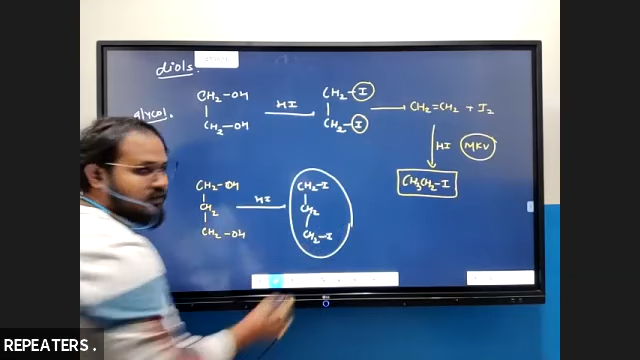 diols.
glycol.
CH2-OH
CH2-OH
HI
CH2-I
CH2-I
CH2=CH2 + I2
HI
MKV
CH3CH2-I
CH2-OH
CH2
CH2-OH
HI
CH2-I
CH2
CH2-I
REPEATERS.